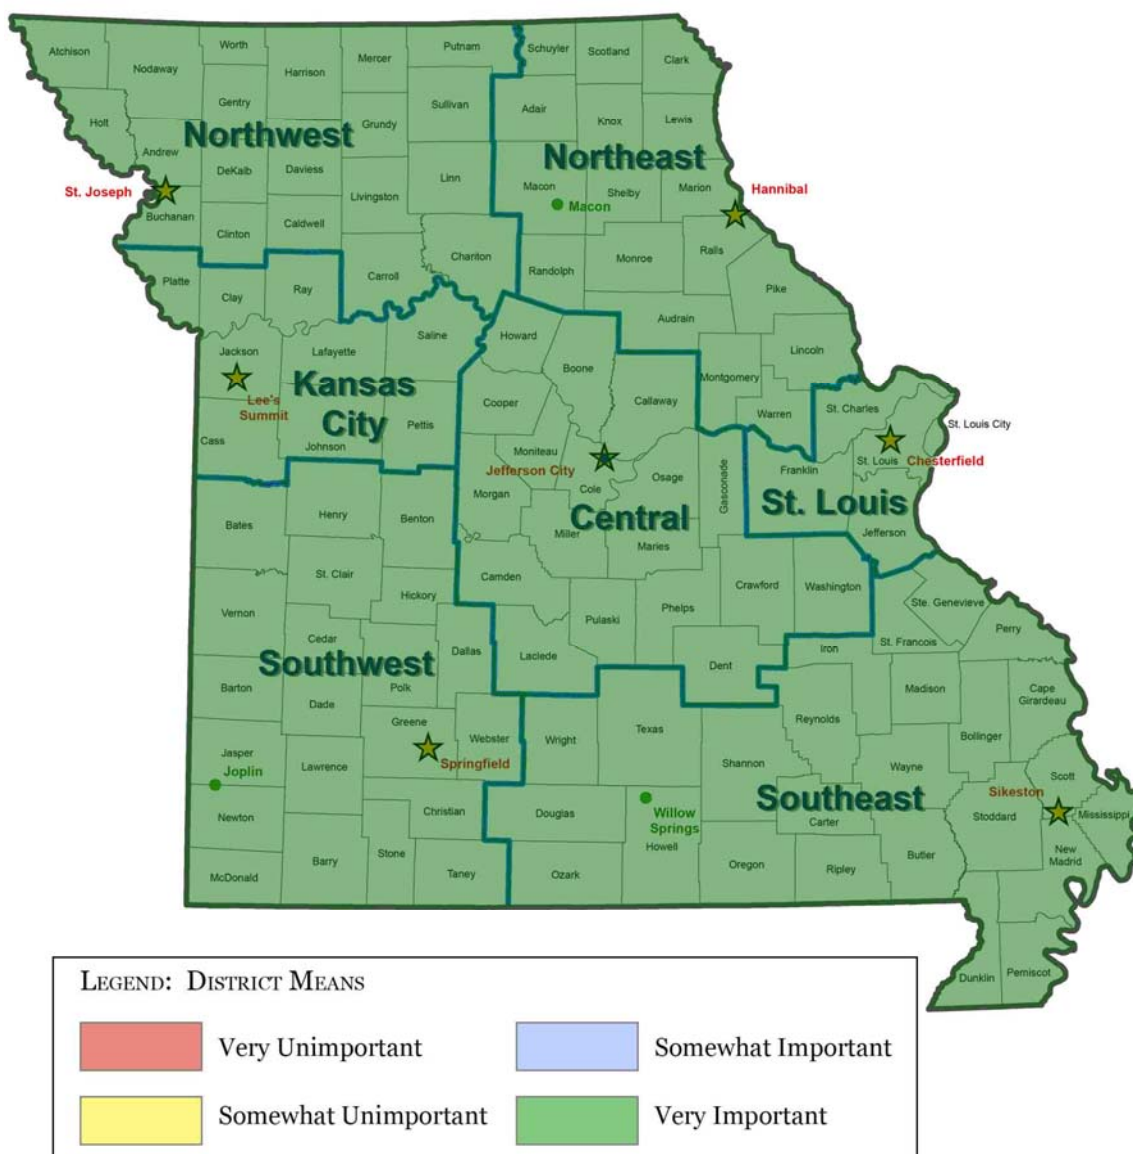 Atchison
Nodaway
Worth
Harrison
Mercer
Putnam
Schuyler
Scotland
Clark
Holt
Gentry
Sullivan
Adair
Knox
Lewis
Andrew
Northwest
Grundy
Northeast
DeKalb
Daviess
Linn
Macon
Shelby
Marion
Hannibal
St. Joseph
Livingston
Macon
Buchanan
Clinton
Caldwell
Chariton
Randolph
Monroe
Ralls
Platte
Clay
Ray
Carroll
Pike
Saline
Howard
Audrain
Jackson
Lafayette
Boone
Lincoln
Kansas
City
Lee's
Summit
Cooper
Callaway
Montgomery
Warren
St. Charles
St. Louis City
Cass
Johnson
Pettis
Moniteau
Jefferson City
Cole
Osage
Gasconade
Franklin
St. Louis
Chesterfield
Morgan
Central
St. Louis
Bates
Henry
Benton
Miller
Maries
Jefferson
St. Clair
Camden
Crawford
Washington
Vernon
Hickory
Pulaski
Phelps
Ste. Genevieve
Cedar
Dallas
Laclede
Dent
Iron
St. Francois
Perry
Southwest
Barton
Dade
Polk
Madison
Cape
Girardeau
Greene
Webster
Wright
Texas
Reynolds
Bollinger
Jasper
Joplin
Lawrence
Springfield
Shannon
Wayne
Scott
Southeast
Sikeston
Newton
Christian
Douglas
Willow
Springs
Howell
Carter
Stoddard
Mississippi
McDonald
Barry
Stone
Taney
Ozark
Oregon
Ripley
Butler
New
Madrid
Dunklin
Pemiscot
LEGEND: DISTRICT MEANS
Very Unimportant
Somewhat Important
Somewhat Unimportant
Very Important